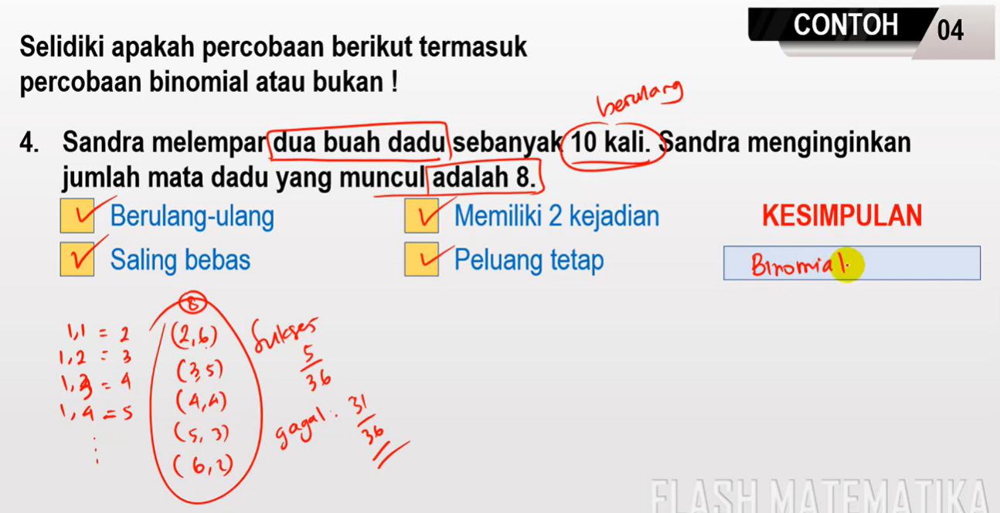 CONTOH 04
Selidiki apakah percobaan berikut termasuk
percobaan binomial atau bukan !
berulang
4. Sandra melempar dua buah dadu sebanyak 10 kali. Sandra menginginkan
jumlah mata dadu yang muncul adalah 8.
Berulang-ulang
Memiliki 2 kejadian
KESIMPULAN
Saling bebas
Peluang tetap
Binomial.
1,1 = 2
1,2 = 3
1,3 = 4
1,4 = 5
⋮
8
(2,6)
(3,5)
(4,4)
(5,3)
(6,2)
Sukses
5/36
gagal: 31/36
FLASH MATEMATIKA